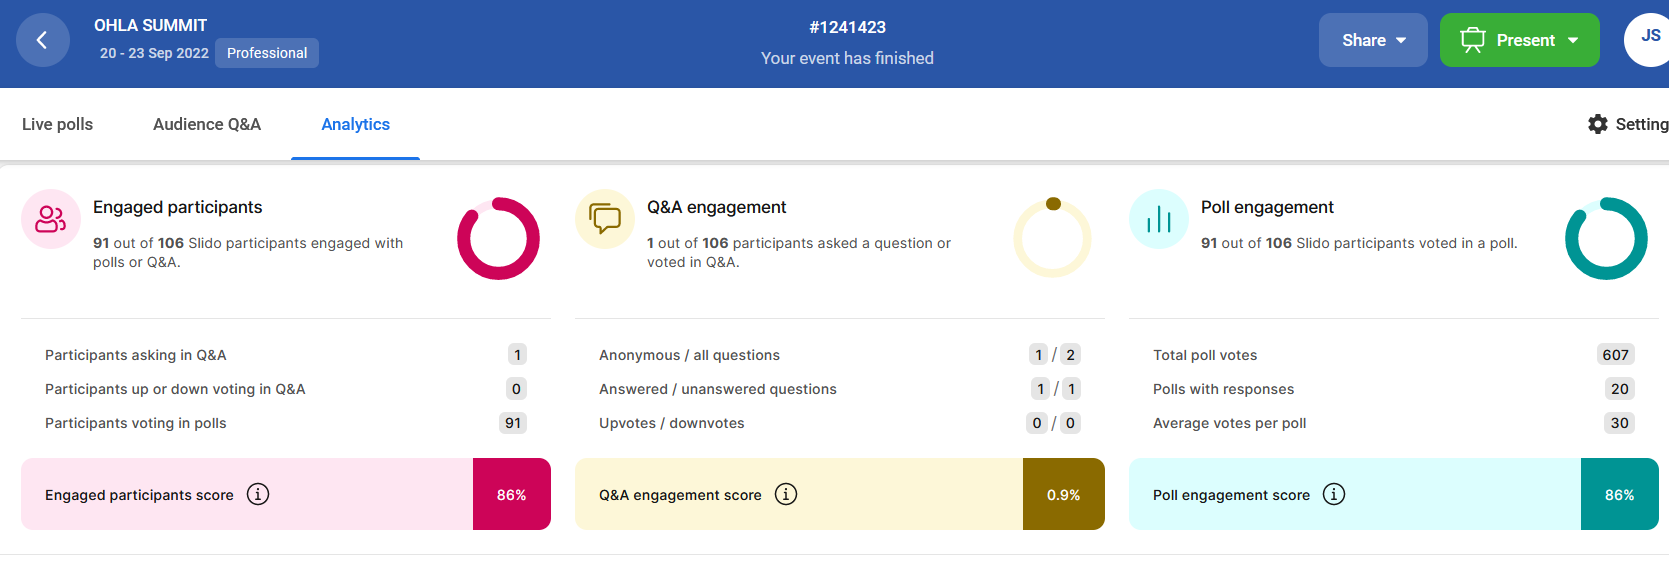 OHLA SUMMIT
20 - 23 Sep 2022 Professional
#1241423
Your event has finished
Share
Present
JS
Live polls
Audience Q&A
Analytics
Setting
Engaged participants
91 out of 106 Slido participants engaged with
polls or Q&A.
Participants asking in Q&A 1
Participants up or down voting in Q&A 0
Participants voting in polls 91
Engaged participants score 86%
Q&A engagement
1 out of 106 participants asked a question or
voted in Q&A.
Anonymous / all questions 1 / 2
Answered / unanswered questions 1 / 1
Upvotes / downvotes 0 / 0
Q&A engagement score 0.9%
Poll engagement
91 out of 106 Slido participants voted in a poll.
Total poll votes 607
Polls with responses 20
Average votes per poll 30
Poll engagement score 86%